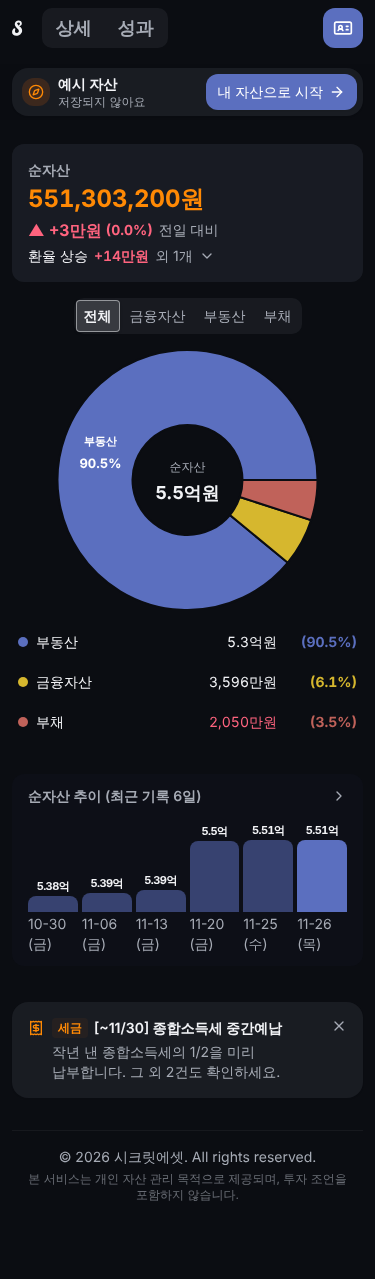 S
상세 성과
예시 자산
저장되지 않아요
내 자산으로 시작 →
순자산
551,303,200원
▲ +3만원 (0.0%) 전일 대비
환율 상승 +14만원 외 1개
전체 금융자산 부동산 부채
부동산
90.5%
순자산
5.5억원
부동산 5.3억원 (90.5%)
금융자산 3,596만원 (6.1%)
부채 2,050만원 (3.5%)
순자산 추이 (최근 기록 6일)
5.38억 5.39억 5.39억 5.5억 5.51억 5.51억
10-30 11-06 11-13 11-20 11-25 11-26
(금) (금) (금) (금) (수) (목)
세금 [~11/30] 종합소득세 중간예납
작년 낸 종합소득세의 1/2을 미리
납부합니다. 그 외 2건도 확인하세요.
© 2026 시크릿에셋. All rights reserved.
본 서비스는 개인 자산 관리 목적으로 제공되며, 투자 조언을
포함하지 않습니다.